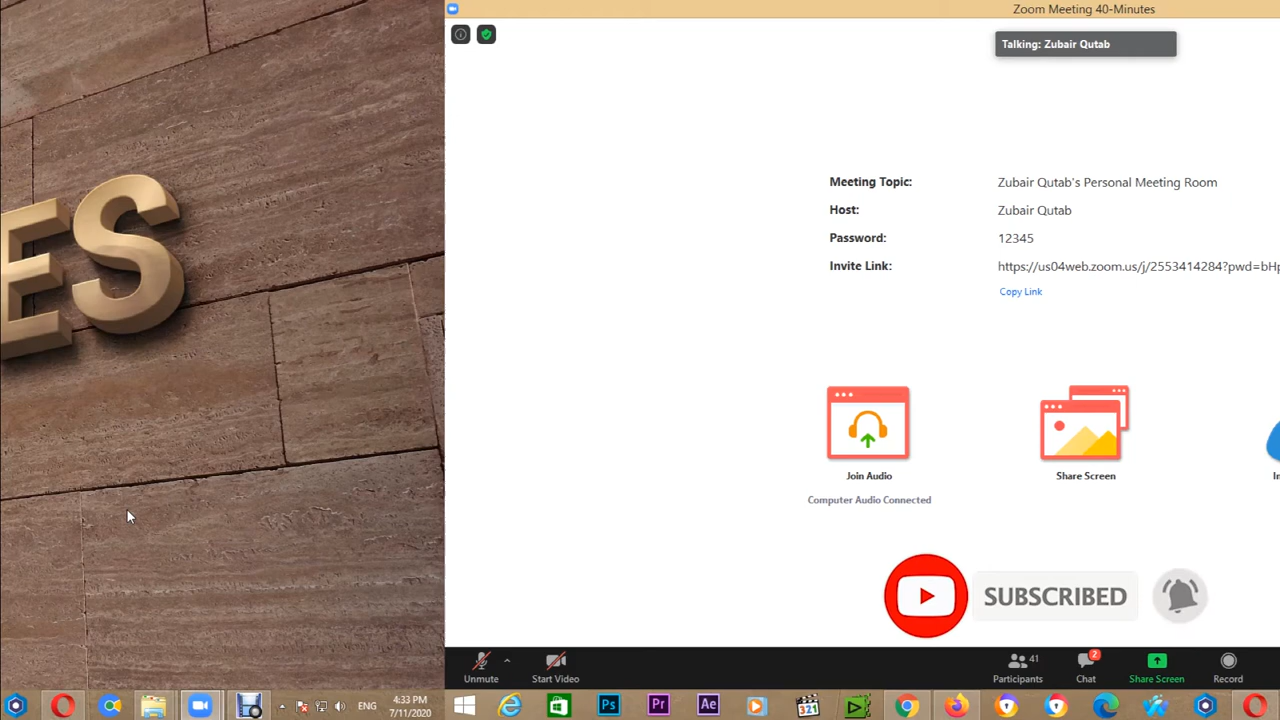 Zoom Meeting 40-Minutes
Talking: Zubair Qutab
ES
Meeting Topic: Zubair Qutab's Personal Meeting Room
Host: Zubair Qutab
Password: 12345
Invite Link: https://us04web.zoom.us/j/2553414284?pwd=bHp
Copy Link
Join Audio
Share Screen
In
Computer Audio Connected
SUBSCRIBED
41
2
Unmute
Start Video
Participants
Chat
Share Screen
Record
ENG
4:33 PM
7/11/2020
Ps
Pr
Ae
321